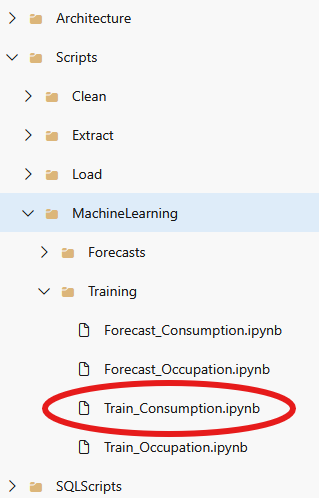 Architecture
Scripts
Clean
Extract
Load
MachineLearning
Forecasts
Training
Forecast_Consumption.ipynb
Forecast_Occupation.ipynb
Train_Consumption.ipynb
Train_Occupation.ipynb
SQLScripts